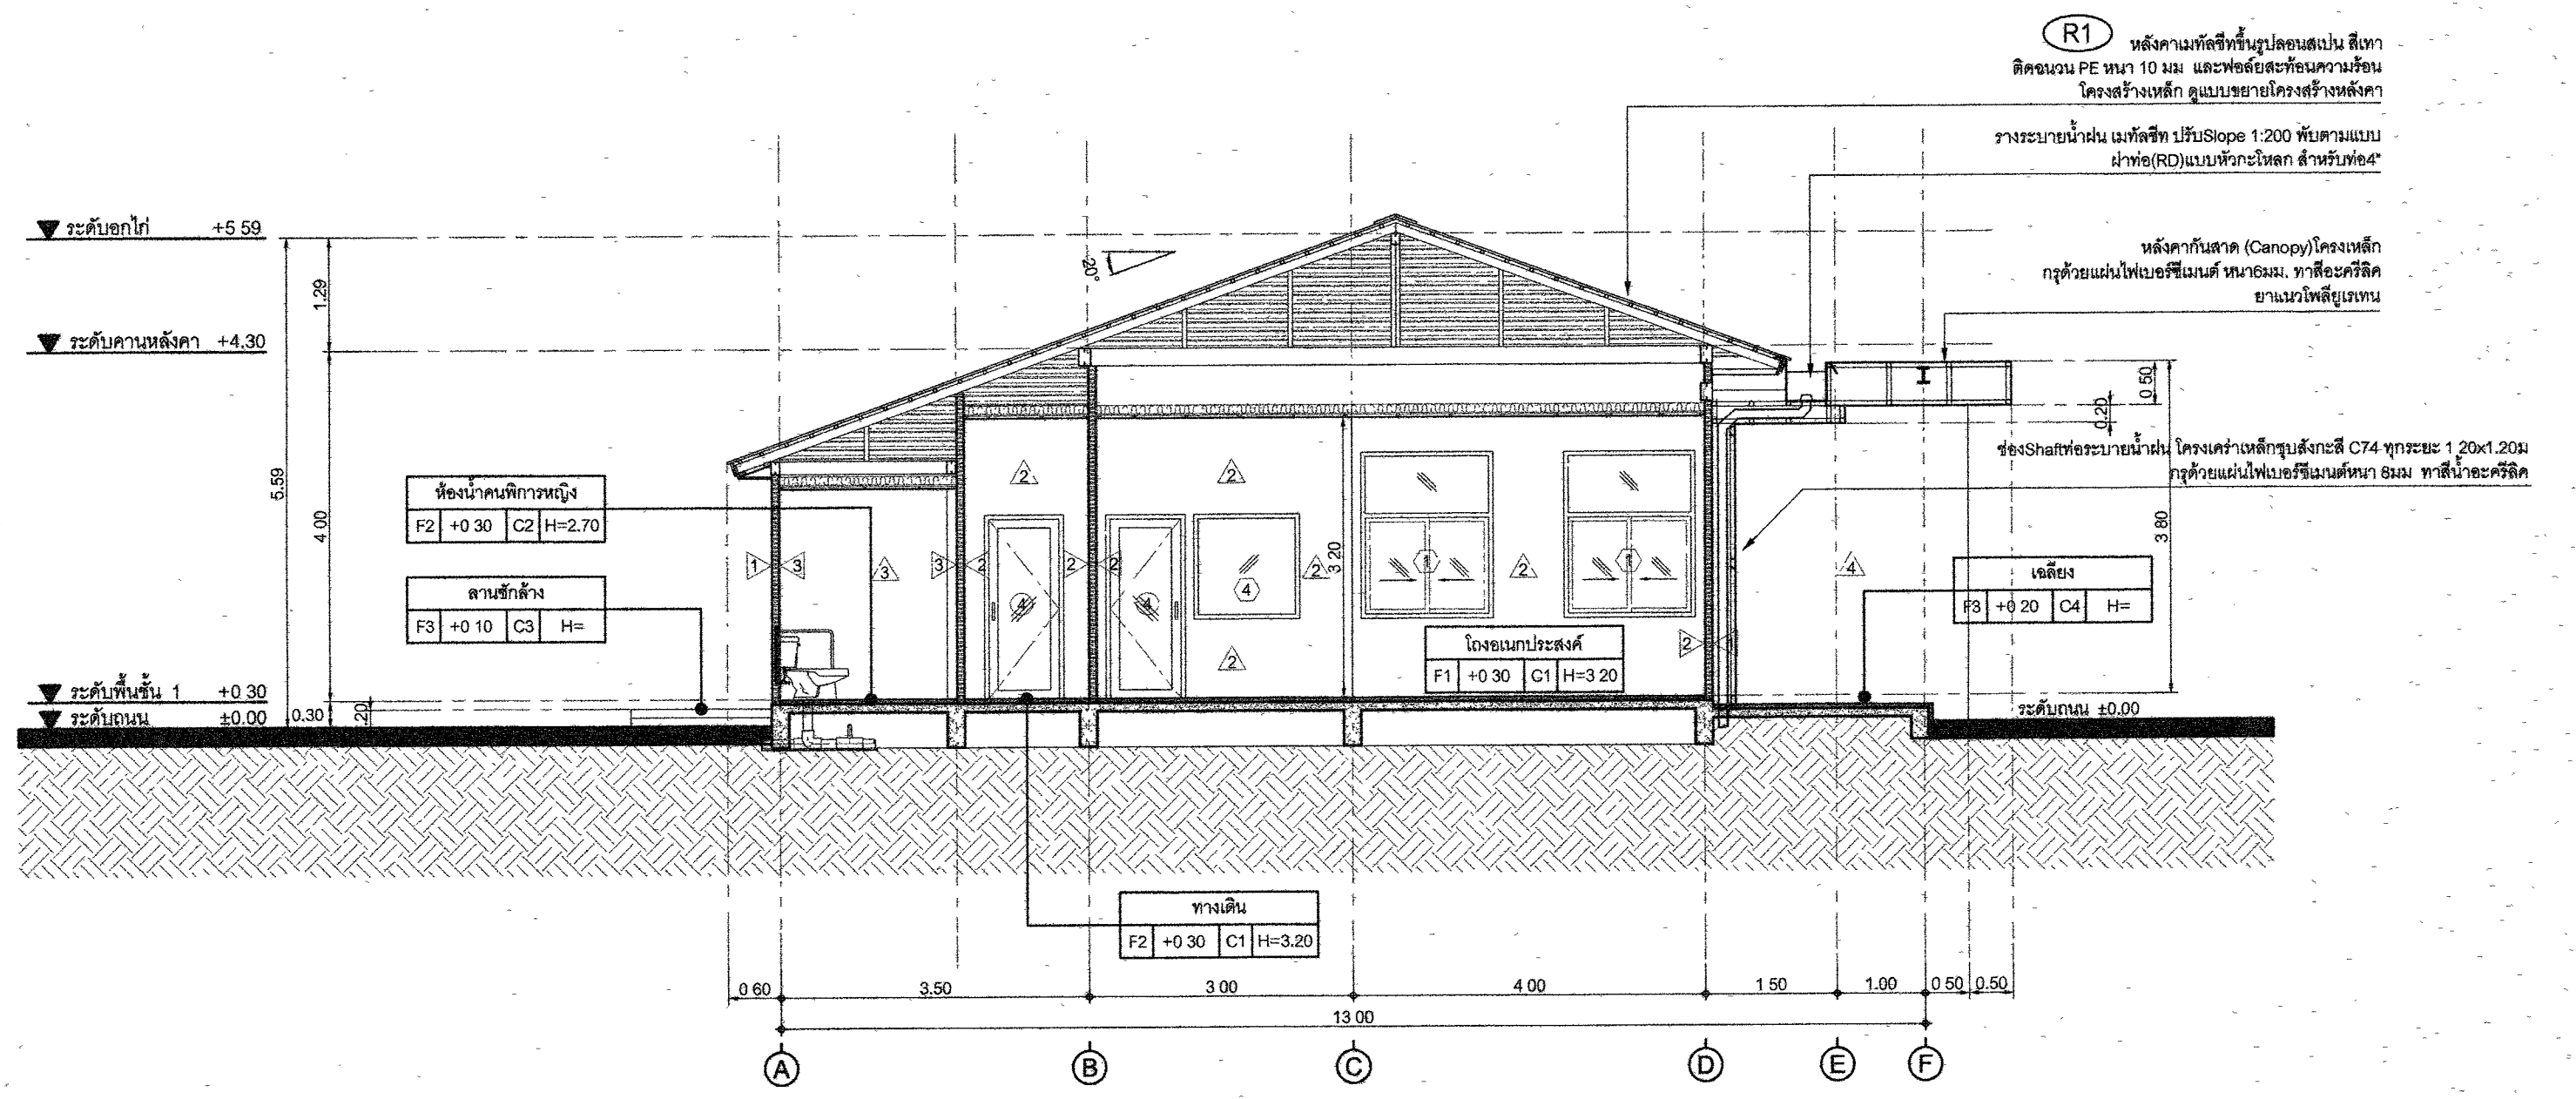 R1
หลังคาเมทัลชีทขึ้นรูปลอนสเปน สีเทา
ติดฉนวน PE หนา 10 มม และฟอล์ยสะท้อนความร้อน
โครงสร้างเหล็ก ดูแบบขยายโครงสร้างหลังคา
รางระบายน้ำฝน เมทัลชีท ปรับSlope 1:200 พับตามแบบ
ฝาท่อ(RD)แบบหัวกะโหลก สำหรับท่อ4"
หลังคากันสาด (Canopy)โครงเหล็ก
กรุด้วยแผ่นไฟเบอร์ซีเมนต์ หนา6มม. ทาสีอะครีลิค
ยาแนวโพลียูเรเทน
ระดับอกไก่ +5 59
20°
1.29
ระดับคานหลังคา +4.30
0 50
0.20
ช่องShaftท่อระบายน้ำฝน โครงเคร่าเหล็กชุบสังกะสี C74 ทุกระยะ 1 20x1.20ม
กรุด้วยแผ่นไฟเบอร์ซีเมนต์หนา 8มม ทาสีน้ำอะครีลิค
5.59
4 00
ห้องน้ำคนพิการหญิง
F2 +0 30 C2 H=2.70
ลานซักล้าง
F3 +0 10 C3 H=
2 2
3.20
3 80
1 3 3 3 2 2 2 2 1 2 1 4
4 4 4
เฉลียง
F3 +0 20 C4 H=
2
2 1
โถงอเนกประสงค์
F1 +0 30 C1 H=3 20
ระดับพื้นชั้น 1 +0 30
ระดับถนน ±0.00
0.30
.20
ระดับถนน ±0.00
ทางเดิน
F2 +0 30 C1 H=3.20
0 60 3.50 3 00 4 00 1 50 1.00 0 50 0.50
13 00
A B C D E F